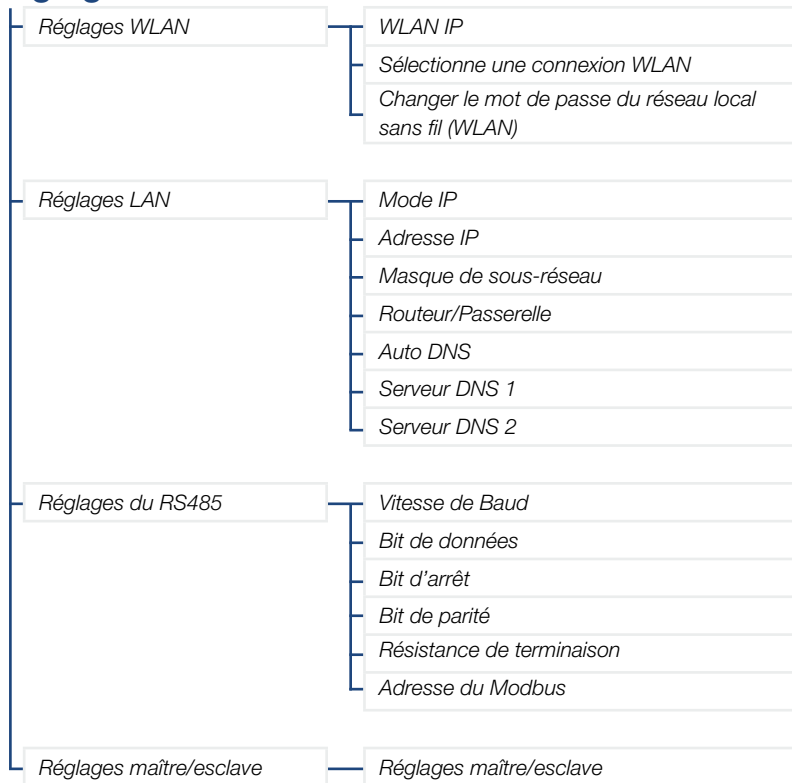 Réglages WLAN
WLAN IP
Sélectionne une connexion WLAN
Changer le mot de passe du réseau local
sans fil (WLAN)
Réglages LAN
Mode IP
Adresse IP
Masque de sous-réseau
Routeur/Passerelle
Auto DNS
Serveur DNS 1
Serveur DNS 2
Réglages du RS485
Vitesse de Baud
Bit de données
Bit d'arrêt
Bit de parité
Résistance de terminaison
Adresse du Modbus
Réglages maître/esclave
Réglages maître/esclave